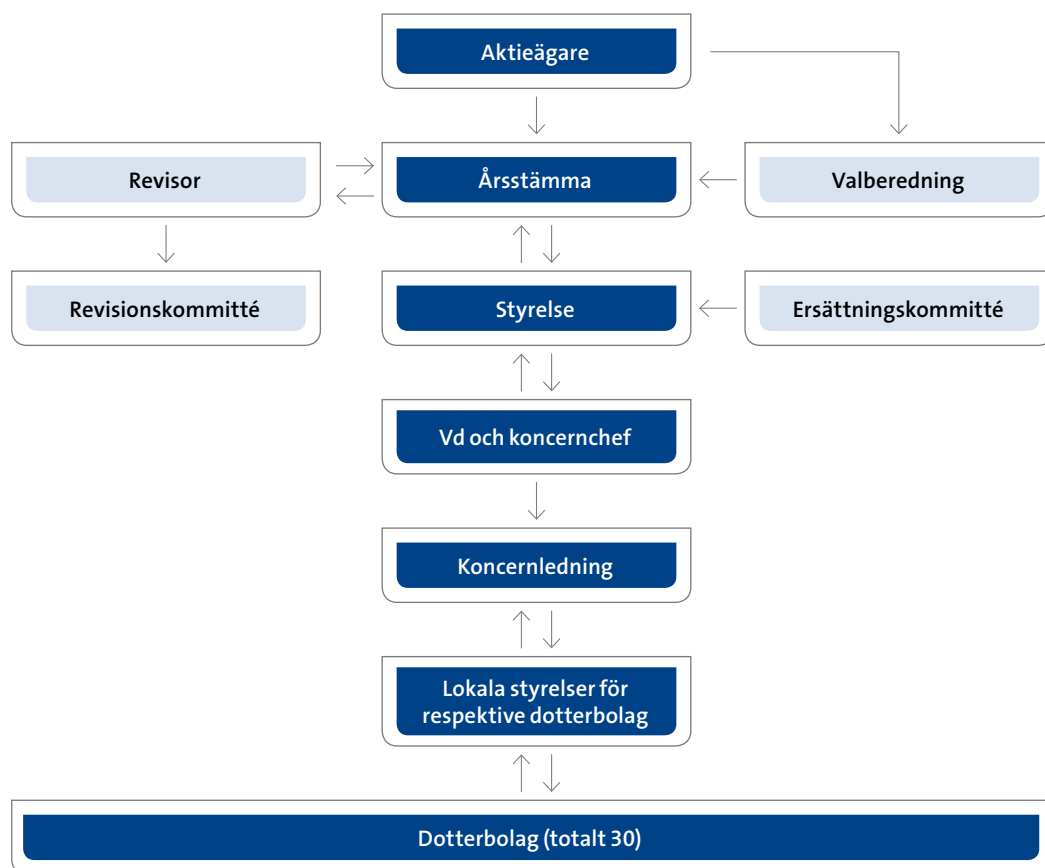 Aktieägare
Revisor
Årsstämma
Valberedning
Revisionskommitté
Styrelse
Ersättningskommitté
Vd och koncernchef
Koncernledning
Lokala styrelser för
respektive dotterbolag
Dotterbolag (totalt 30)